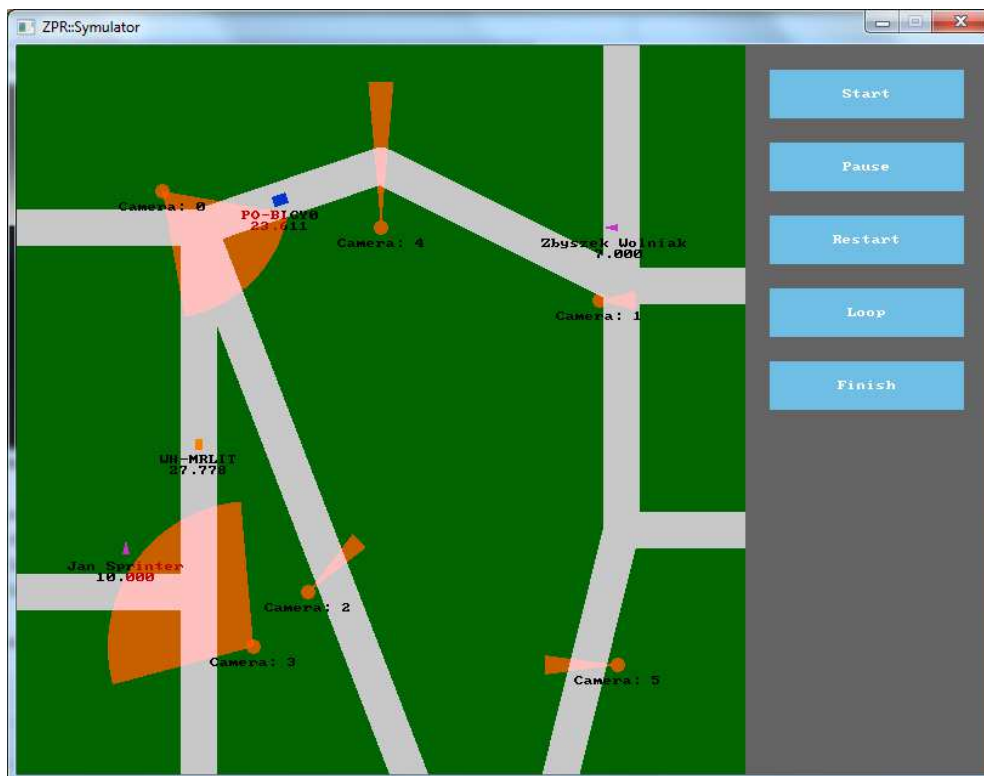 ZPR::Symulator
Start
Pause
Restart
Loop
Finish
Camera: 0
PO-BICY0
23.611
Camera: 4
Zbyszek Wolniak
7.000
Camera: 1
WH-MRLIT
27.778
Jan Sprinter
10.000
Camera: 2
Camera: 3
Camera: 5